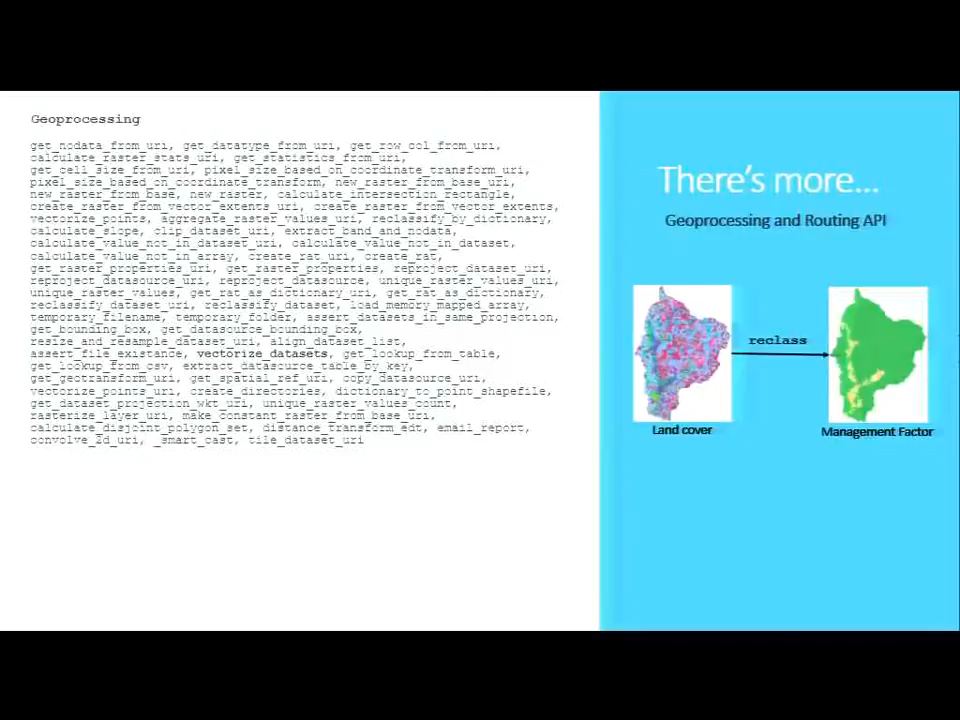 Geoprocessing
get_nodata_from_uri, get_datatype_from_uri, get_row_col_from_uri,
calculate_raster_stats_uri, get_statistics_from_uri,
get_cell_size_from_uri, pixel_size_based_on_coordinate_transform_uri,
pixel_size_based_on_coordinate_transform, new_raster_from_base_uri,
new_raster_from_base, new_raster, calculate_intersection_rectangle,
create_raster_from_vector_extents_uri, create_raster_from_vector_extents,
vectorize_points, aggregate_raster_values_uri, reclassify_by_dictionary,
calculate_slope, clip_dataset_uri, extract_band_and_nodata,
calculate_value_not_in_dataset_uri, calculate_value_not_in_dataset,
calculate_value_not_in_array, create_rat_uri, create_rat,
get_raster_properties_uri, get_raster_properties, reproject_dataset_uri,
reproject_datasource_uri, reproject_datasource, unique_raster_values_uri,
unique_raster_values, get_rat_as_dictionary_uri, get_rat_as_dictionary,
reclassify_dataset_uri, reclassify_dataset, load_memory_mapped_array,
temporary_filename, temporary_folder, assert_datasets_in_same_projection,
get_bounding_box, get_datasource_bounding_box,
resize_and_resample_dataset_uri, align_dataset_list,
assert_file_existance, vectorize_datasets, get_lookup_from_table,
get_lookup_from_csv, extract_datasource_table_by_key,
get_geotransform_uri, get_spatial_ref_uri, copy_datasource_uri,
vectorize_points_uri, create_directories, dictionary_to_point_shapefile,
get_dataset_projection_wkt_uri, unique_raster_values_count,
rasterize_layer_uri, make_constant_raster_from_base_uri,
calculate_disjoint_polygon_set, distance_transform_edt, email_report,
convolve_2d_uri, _smart_cast, tile_dataset_uri
There's more...
Geoprocessing and Routing API
reclass
Land cover
Management Factor